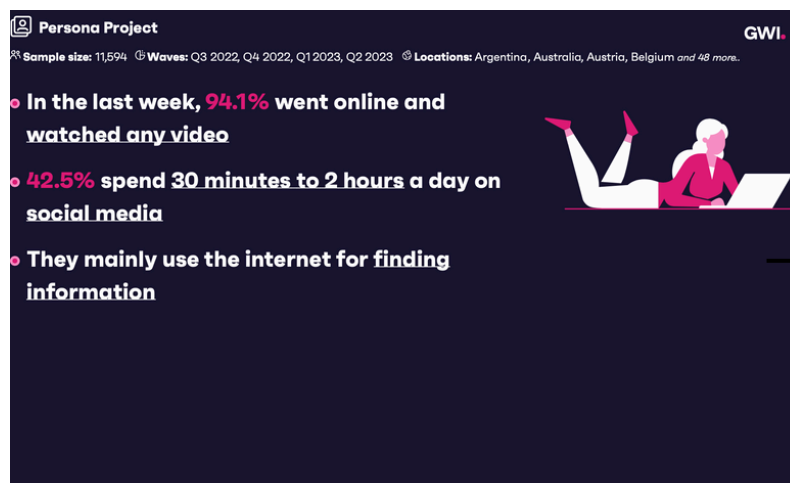 Persona Project
GWI.
Sample size: 11,594 Waves: Q3 2022, Q4 2022, Q1 2023, Q2 2023 Locations: Argentina, Australia, Austria, Belgium and 48 more..
In the last week, 94.1% went online and
watched any video
42.5% spend 30 minutes to 2 hours a day on
social media
They mainly use the internet for finding
information